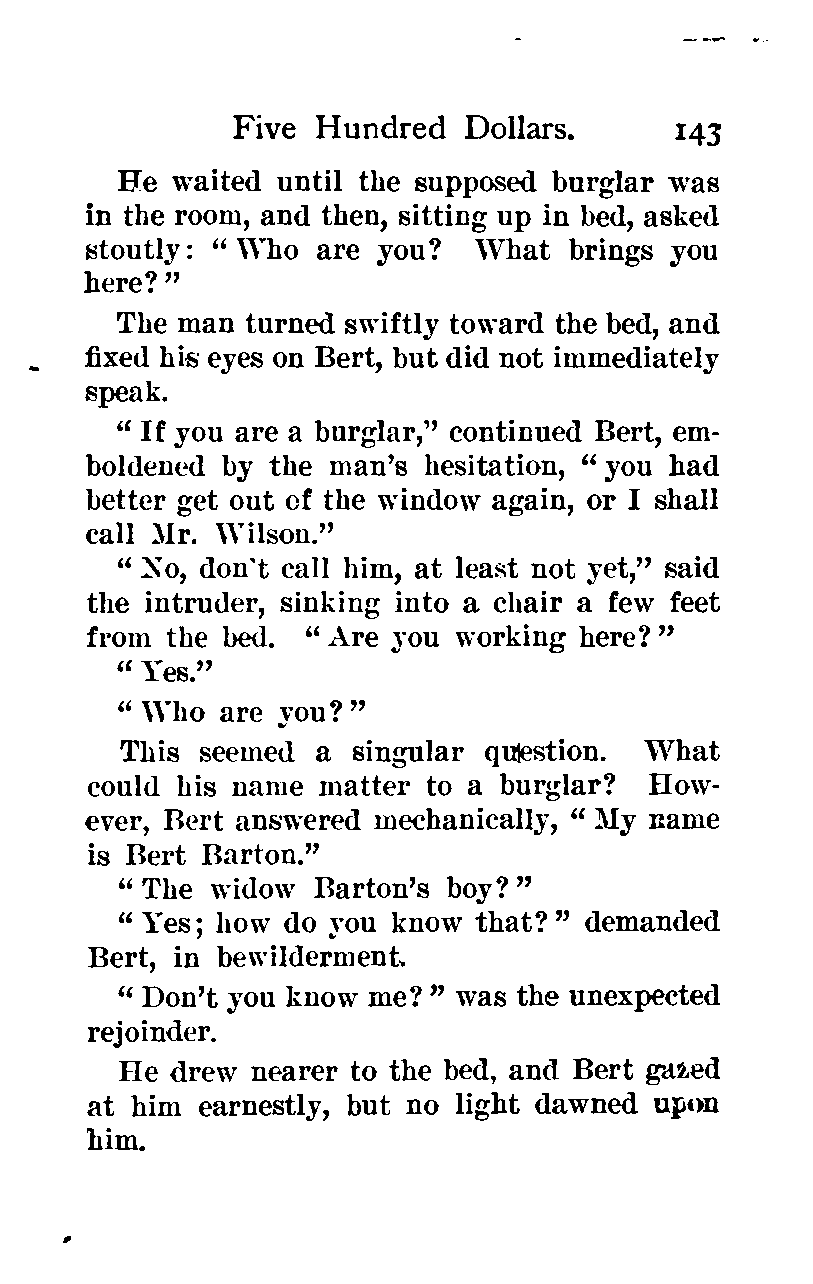 Five Hundred Dollars. 143
He waited until the supposed burglar was
in the room, and then, sitting up in bed, asked
stoutly: “Who are you? What brings you
here?”
The man turned swiftly toward the bed, and
fixed his eyes on Bert, but did not immediately
speak.
“If you are a burglar,” continued Bert, em-
boldened by the man’s hesitation, “you had
better get out of the window again, or I shall
call Mr. Wilson.”
“No, don’t call him, at least not yet,” said
the intruder, sinking into a chair a few feet
from the bed. “Are you working here?”
“Yes.”
“Who are you?”
This seemed a singular question. What
could his name matter to a burglar? How-
ever, Bert answered mechanically, “My name
is Bert Barton.”
“The widow Barton’s boy?”
“Yes; how do you know that?” demanded
Bert, in bewilderment.
“Don’t you know me?” was the unexpected
rejoinder.
He drew nearer to the bed, and Bert gazed
at him earnestly, but no light dawned upon
him.